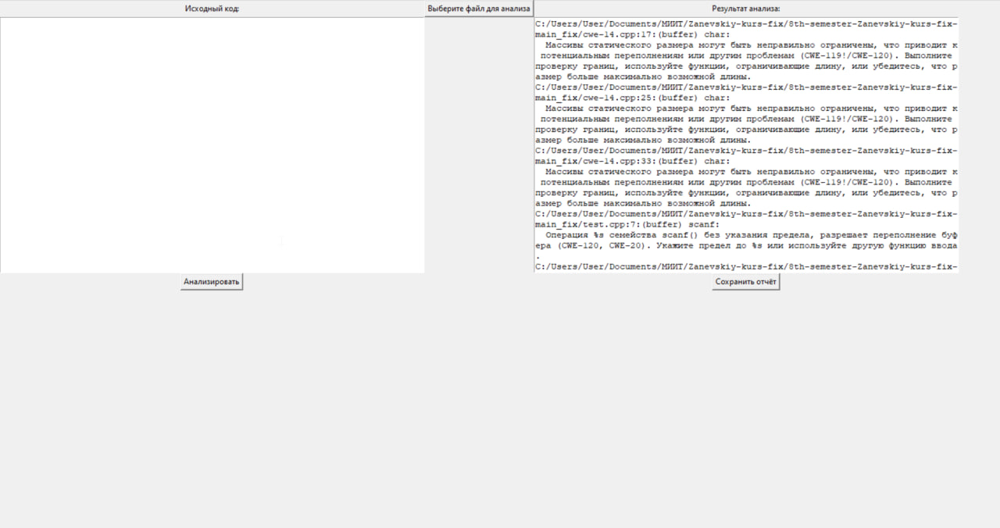 Исходный код:
Выберите файл для анализа
Результат анализа:
C:/Users/User/Documents/МИИТ/Zanevskiy-kurs-fix/8th-semester-Zanevskiy-kurs-fix-
main_fix/cwe-14.cpp:17:(buffer) char:
Массивы статического размера могут быть неправильно ограничены, что приводит к
потенциальным переполнениям или другим проблемам (CWE-119!/CWE-120). Выполните
проверку границ, используйте функции, ограничивающие длину, или убедитесь, что р
азмер больше максимально возможной длины.
C:/Users/User/Documents/МИИТ/Zanevskiy-kurs-fix/8th-semester-Zanevskiy-kurs-fix-
main_fix/cwe-14.cpp:25:(buffer) char:
Массивы статического размера могут быть неправильно ограничены, что приводит к
потенциальным переполнениям или другим проблемам (CWE-119!/CWE-120). Выполните
проверку границ, используйте функции, ограничивающие длину, или убедитесь, что р
азмер больше максимально возможной длины.
C:/Users/User/Documents/МИИТ/Zanevskiy-kurs-fix/8th-semester-Zanevskiy-kurs-fix-
main_fix/cwe-14.cpp:33:(buffer) char:
Массивы статического размера могут быть неправильно ограничены, что приводит к
потенциальным переполнениям или другим проблемам (CWE-119!/CWE-120). Выполните
проверку границ, используйте функции, ограничивающие длину, или убедитесь, что р
азмер больше максимально возможной длины.
C:/Users/User/Documents/МИИТ/Zanevskiy-kurs-fix/8th-semester-Zanevskiy-kurs-fix-
main_fix/test.cpp:7:(buffer) scanf:
Операция %s семейства scanf() без указания предела, разрешает переполнение буф
ера (CWE-120, CWE-20). Укажите предел до %s или используйте другую функцию ввода
.
C:/Users/User/Documents/МИИТ/Zanevskiy-kurs-fix/8th-semester-Zanevskiy-kurs-fix-
Анализировать
Сохранить отчёт